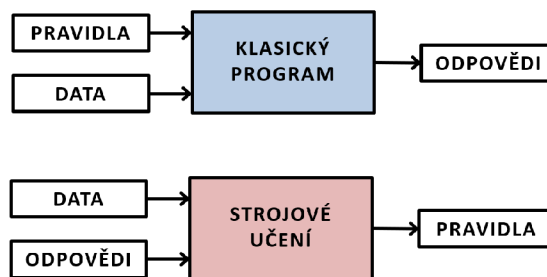 PRAVIDLA
DATA
KLASICKÝ
PROGRAM
ODPOVĚDI
DATA
ODPOVĚDI
STROJOVÉ
UČENÍ
PRAVIDLA